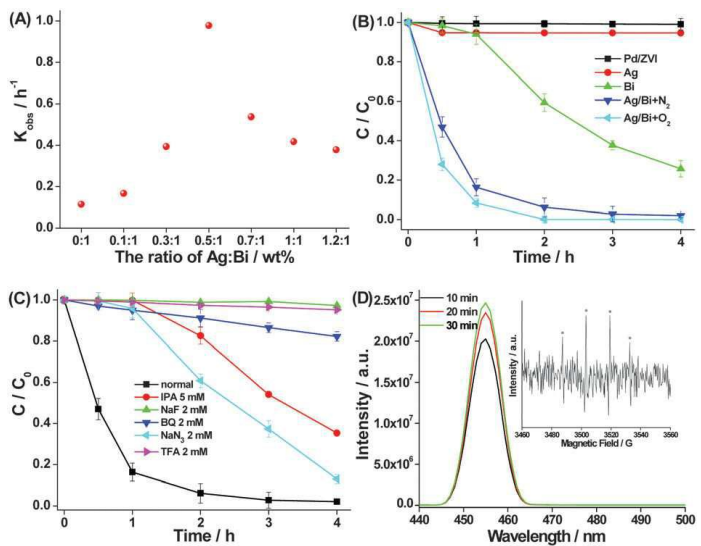 (A)
1.0
0.8
0.6
0.4
0.2
0.0
K_obs / h⁻¹
0:1 0.1:1 0.3:1 0.5:1 0.7:1 1:1 1.2:1
The ratio of Ag:Bi / wt%
(B)
1.0
0.8
0.6
0.4
0.2
0.0
C / C₀
Pd/ZVI
Ag
Bi
Ag/Bi+N₂
Ag/Bi+O₂
0 1 2 3 4
Time / h
(C)
1.0
0.8
0.6
0.4
0.2
0.0
C / C₀
normal
IPA 5 mM
NaF 2 mM
BQ 2 mM
NaN₃ 2 mM
TFA 2 mM
0 1 2 3 4
Time / h
(D)
2.5x10⁷
2.0x10⁷
1.5x10⁷
1.0x10⁷
5.0x10⁶
0.0
Intensity / a.u.
10 min
20 min
30 min
Intensity / a.u.
* * * *
3460 3480 3500 3520 3540 3560
Magnetic Field / G
440 450 460 470 480 490 500
Wavelength / nm